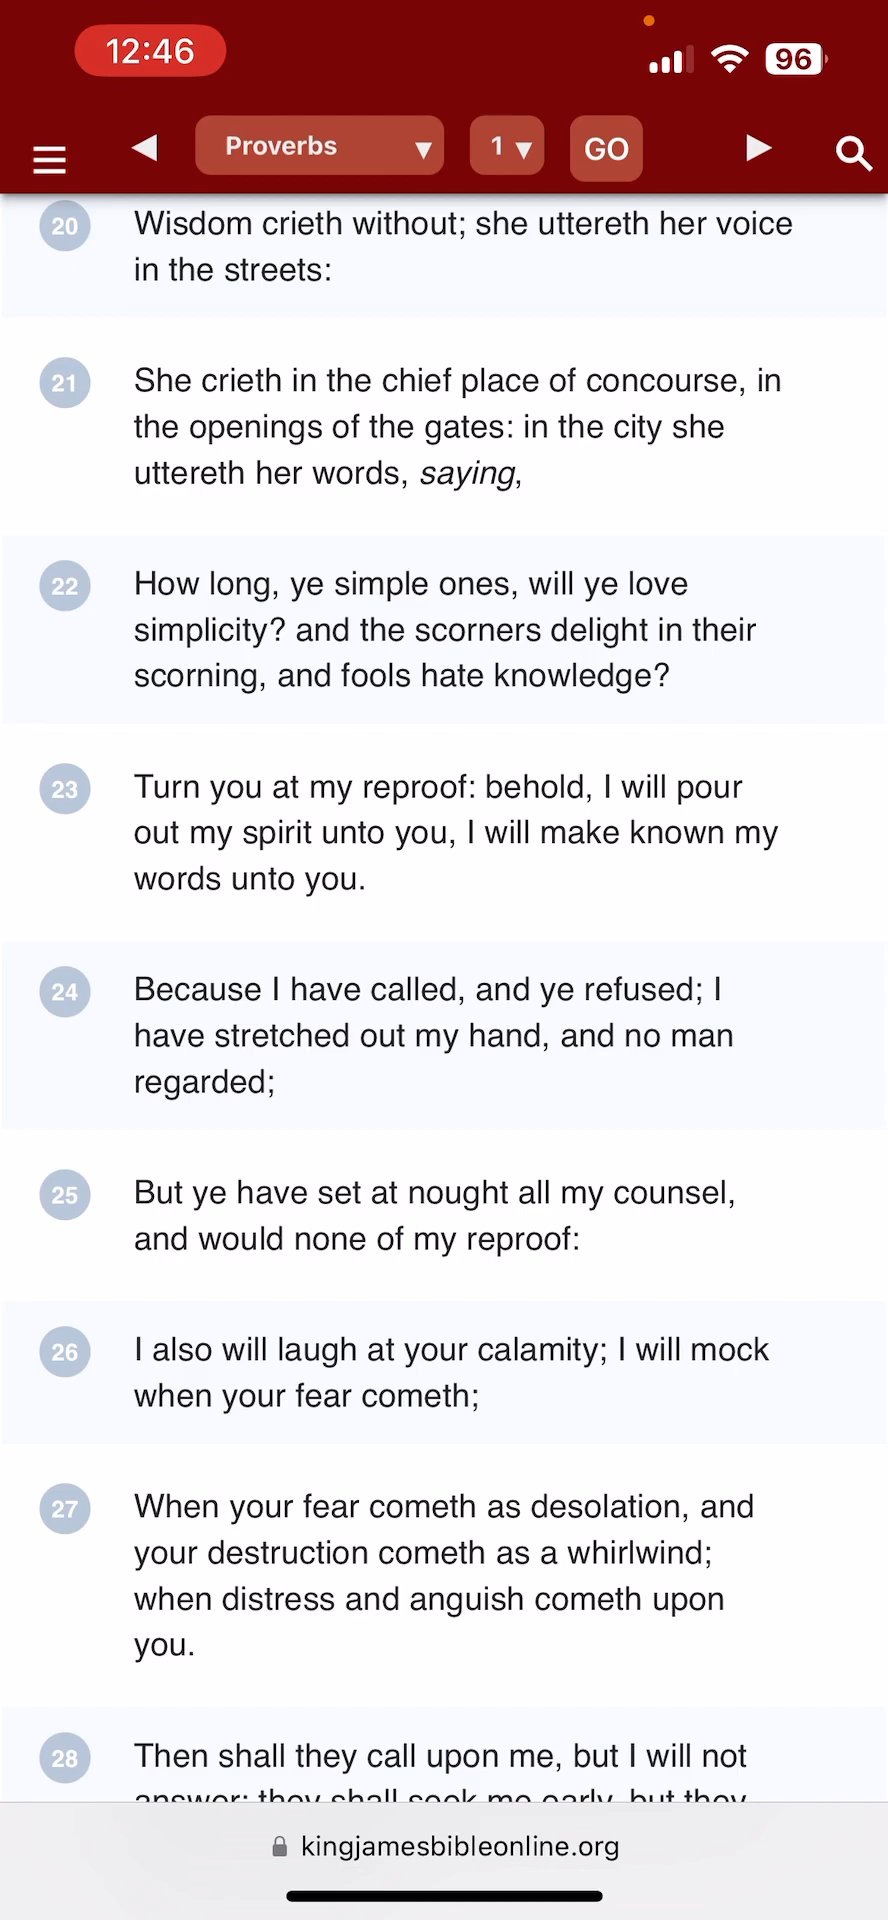 12:46
96
Proverbs
1
GO
20 Wisdom crieth without; she uttereth her voice
in the streets:
21 She crieth in the chief place of concourse, in
the openings of the gates: in the city she
uttereth her words, saying,
22 How long, ye simple ones, will ye love
simplicity? and the scorners delight in their
scorning, and fools hate knowledge?
23 Turn you at my reproof: behold, I will pour
out my spirit unto you, I will make known my
words unto you.
24 Because I have called, and ye refused; I
have stretched out my hand, and no man
regarded;
25 But ye have set at nought all my counsel,
and would none of my reproof:
26 I also will laugh at your calamity; I will mock
when your fear cometh;
27 When your fear cometh as desolation, and
your destruction cometh as a whirlwind;
when distress and anguish cometh upon
you.
28 Then shall they call upon me, but I will not
answer; they shall seek me early, but they
kingjamesbibleonline.org